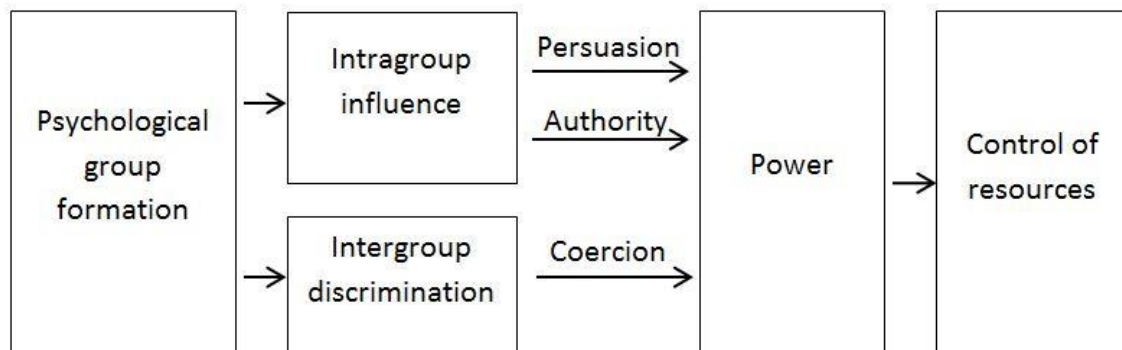 Psychological
group
formation
Intragroup
influence
Intergroup
discrimination
Persuasion
Authority
Coercion
Power
Control of
resources